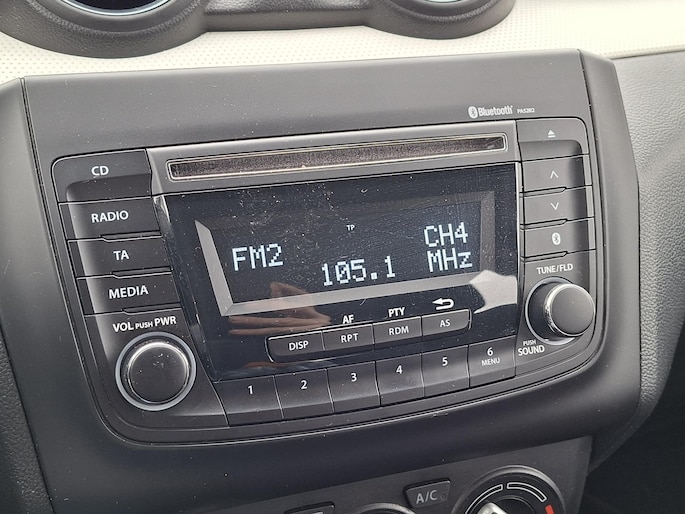 Bluetooth PA5282
CD
RADIO
TA
MEDIA
VOL PUSH PWR
TP
FM2 CH4
105.1 MHz
AF PTY
DISP RPT RDM AS
1 2 3 4 5 6
MENU
TUNE/FLD
PUSH
SOUND
A/C